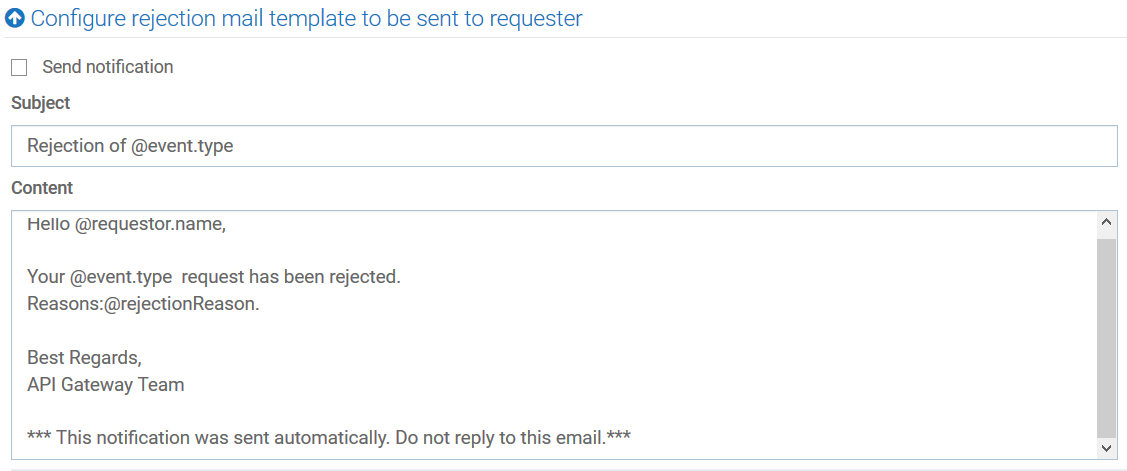 Configure rejection mail template to be sent to requester
Send notification
Subject
Rejection of @event.type
Content
Hello @requestor.name,
Your @event.type  request has been rejected.
Reasons:@rejectionReason.
Best Regards,
API Gateway Team
*** This notification was sent automatically. Do not reply to this email.***